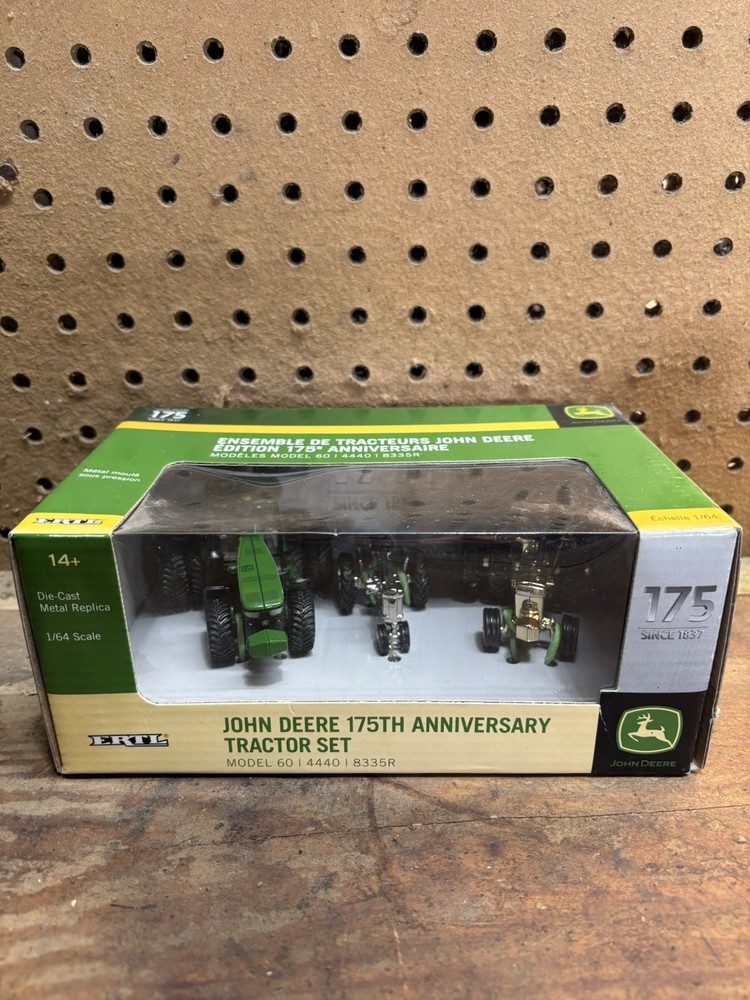 175
SINCE 1837
ENSEMBLE DE TRACTEURS JOHN DEERE
ÉDITION 175e ANNIVERSAIRE
MODÈLES MODEL 60 | 4440 | 8335R
Métal moulé
sous pression
ERTL
Échelle 1/64
14+
Die-Cast
Metal Replica
1/64 Scale
175
SINCE 1837
ERTL
JOHN DEERE 175TH ANNIVERSARY
TRACTOR SET
MODEL 60 | 4440 | 8335R
JOHN DEERE